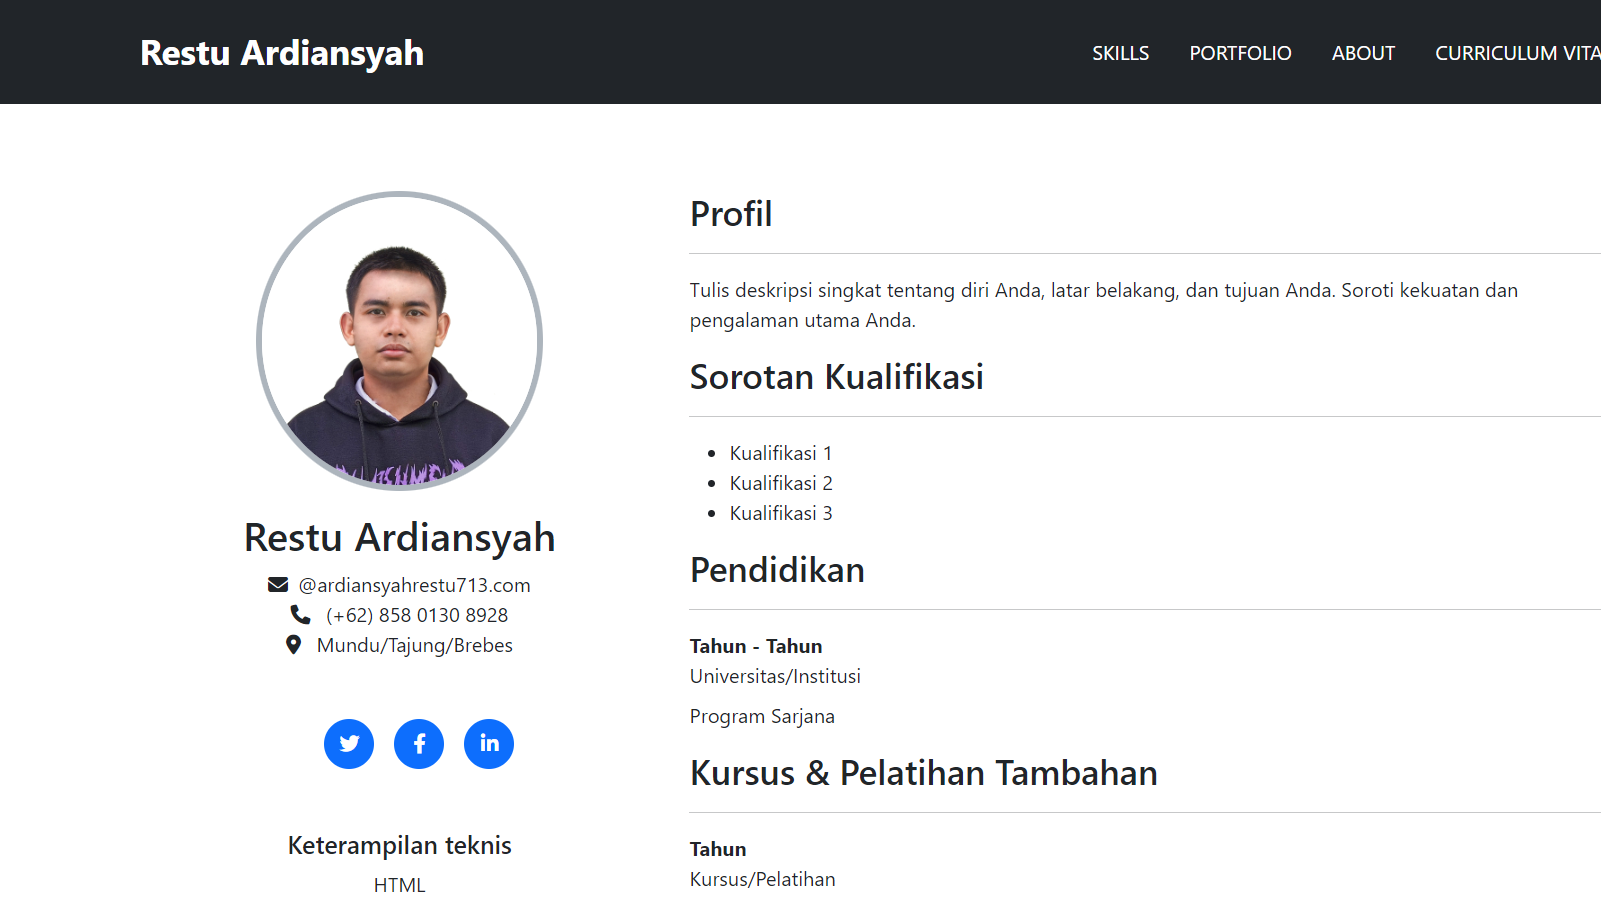 Restu Ardiansyah
SKILLS PORTFOLIO ABOUT CURRICULUM VITA
Restu Ardiansyah
@ardiansyahrestu713.com
(+62) 858 0130 8928
Mundu/Tajung/Brebes
Keterampilan teknis
HTML
Profil
Tulis deskripsi singkat tentang diri Anda, latar belakang, dan tujuan Anda. Soroti kekuatan dan
pengalaman utama Anda.
Sorotan Kualifikasi
Kualifikasi 1
Kualifikasi 2
Kualifikasi 3
Pendidikan
Tahun - Tahun
Universitas/Institusi
Program Sarjana
Kursus & Pelatihan Tambahan
Tahun
Kursus/Pelatihan